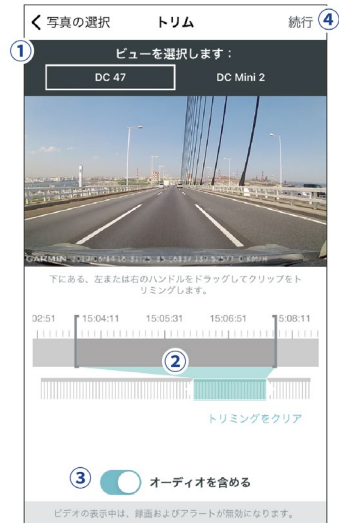 写真の選択 トリム 続行 ④
① ビューを選択します：
DC 47 DC Mini 2
下にある、左または右のハンドルをドラッグしてクリップをト
リミングします。
02:51 15:04:11 15:05:31 15:06:51 15:08:11
②
トリミングをクリア
③ オーディオを含める
ビデオの表示中は、録画およびアラートが無効になります。